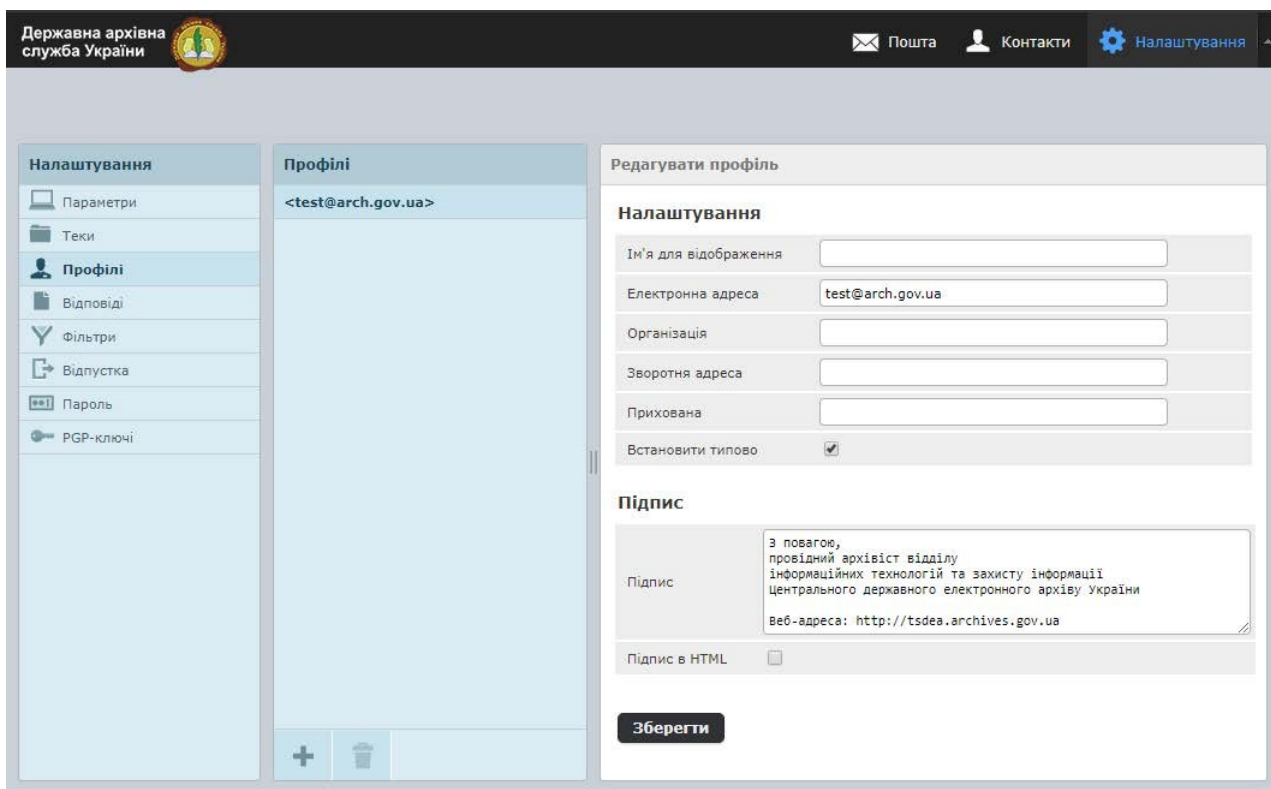 Державна архівна
служба України
Пошта
Контакти
Налаштування
Налаштування
Параметри
Теки
Профілі
Відповіді
Фільтри
Відпустка
Пароль
PGP-ключі
Профілі
<test@arch.gov.ua>
Редагувати профіль
Налаштування
Ім'я для відображення
Електронна адреса
test@arch.gov.ua
Організація
Зворотня адреса
Прихована
Встановити типово
Підпис
Підпис
З повагою,
провідний архівіст відділу
інформаційних технологій та захисту інформації
Центрального державного електронного архіву України
Веб-адреса: http://tsdea.archives.gov.ua
Підпис в HTML
Зберегти